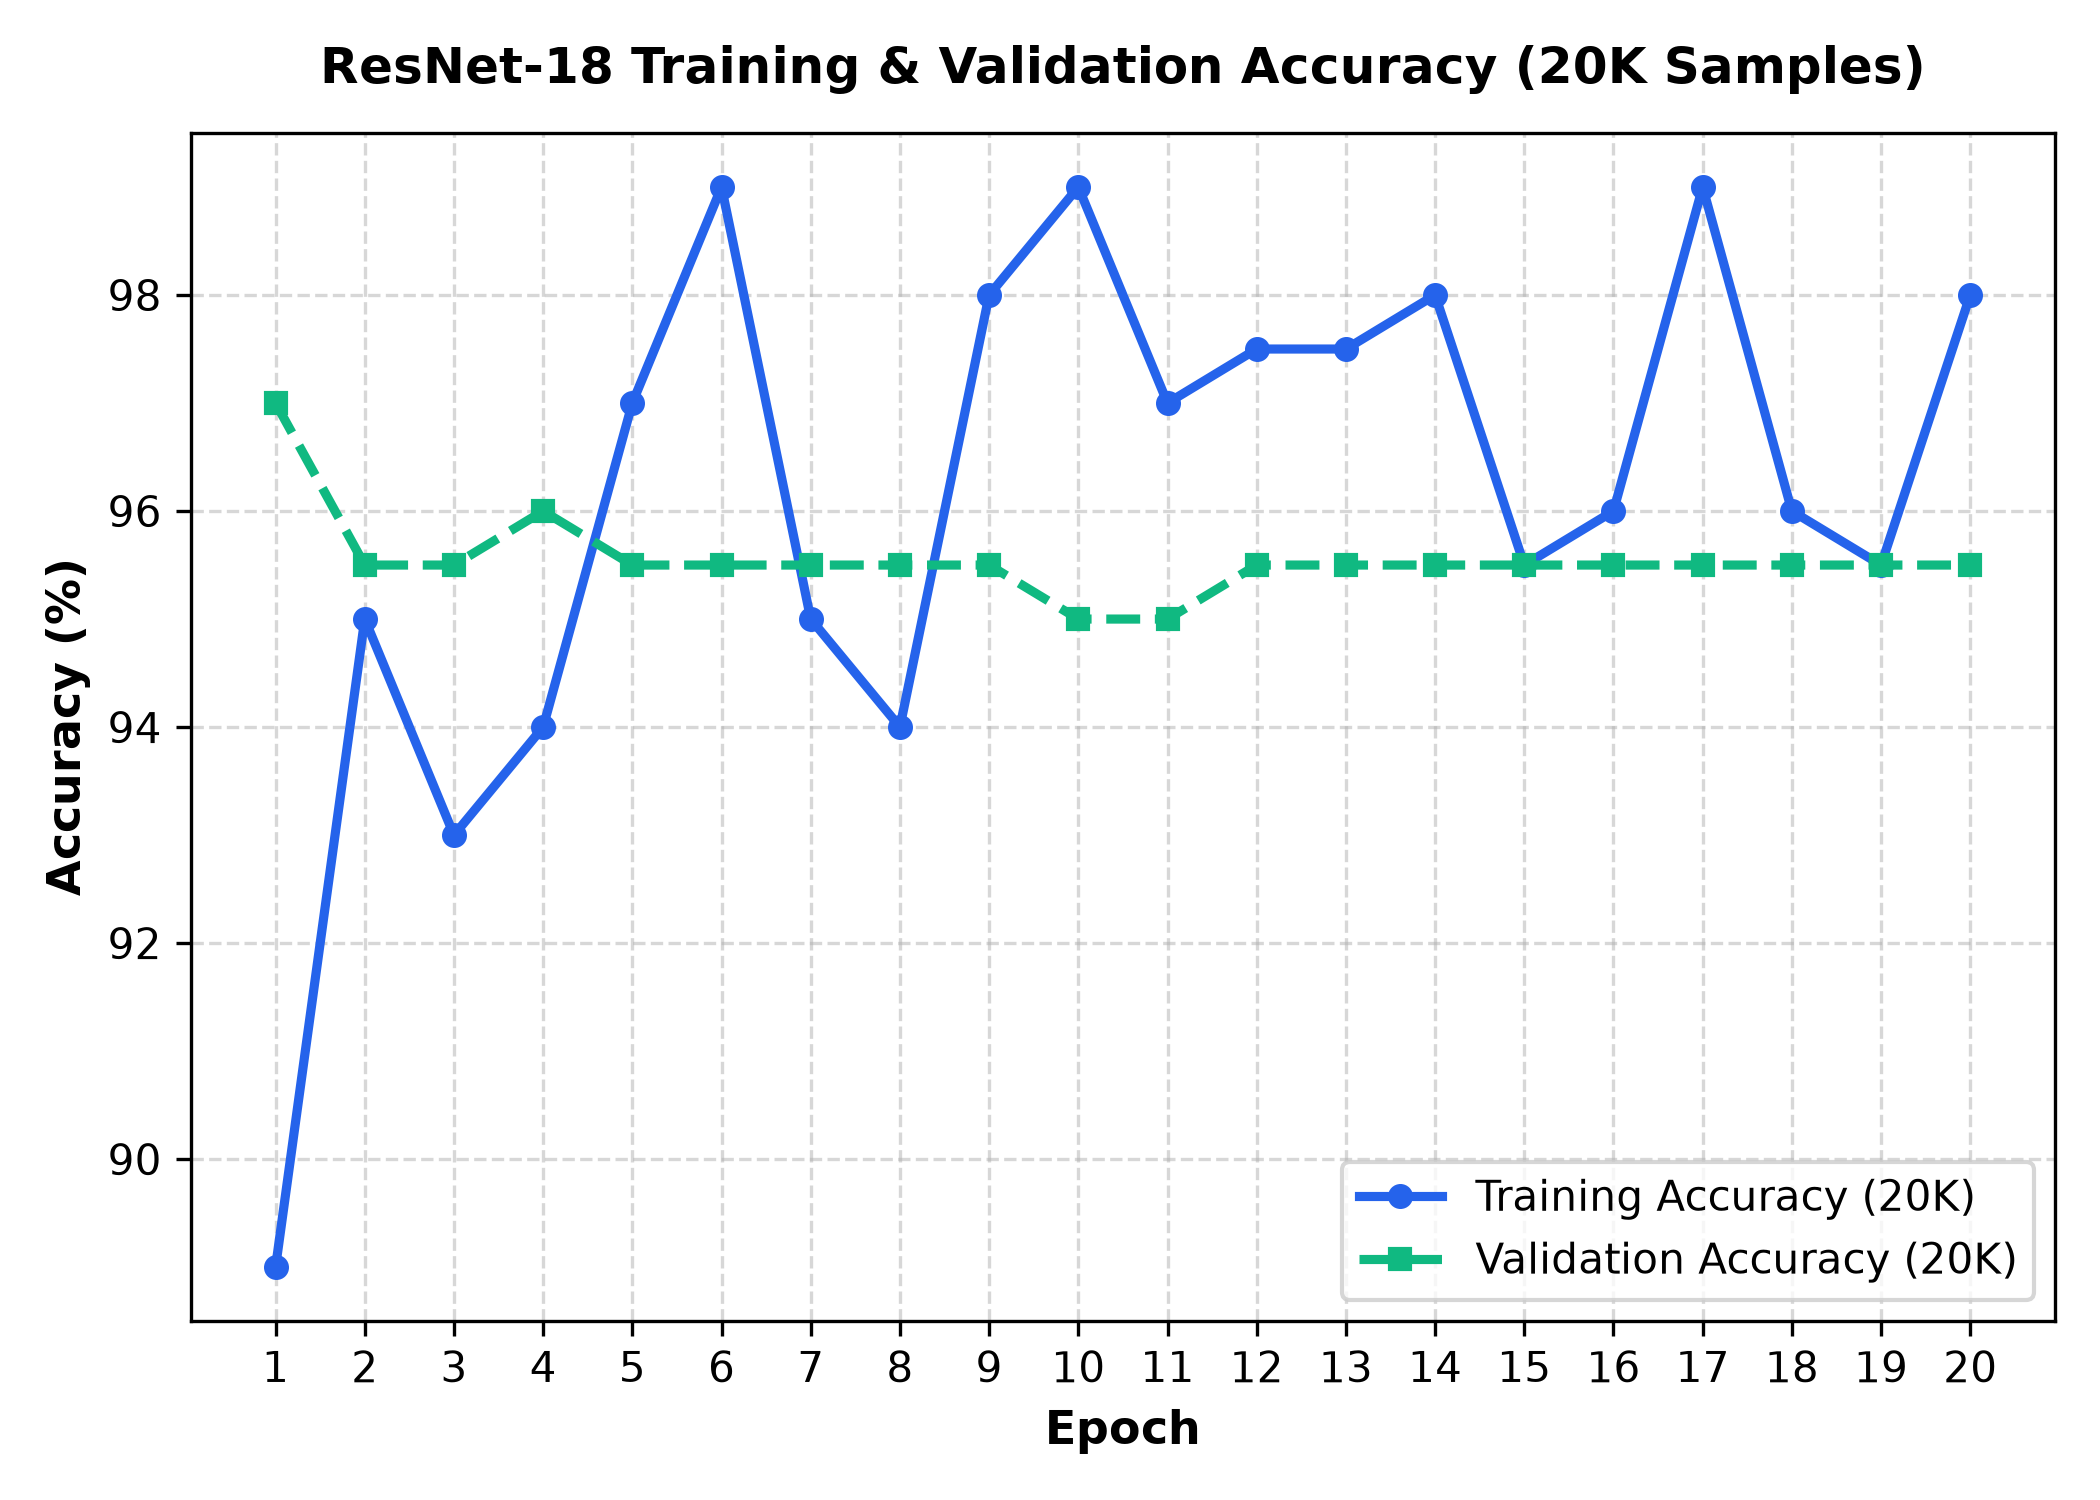 ResNet-18 Training & Validation Accuracy (20K Samples)
Accuracy (%)
98
96
94
92
90
Training Accuracy (20K)
Validation Accuracy (20K)
1 2 3 4 5 6 7 8 9 10 11 12 13 14 15 16 17 18 19 20
Epoch